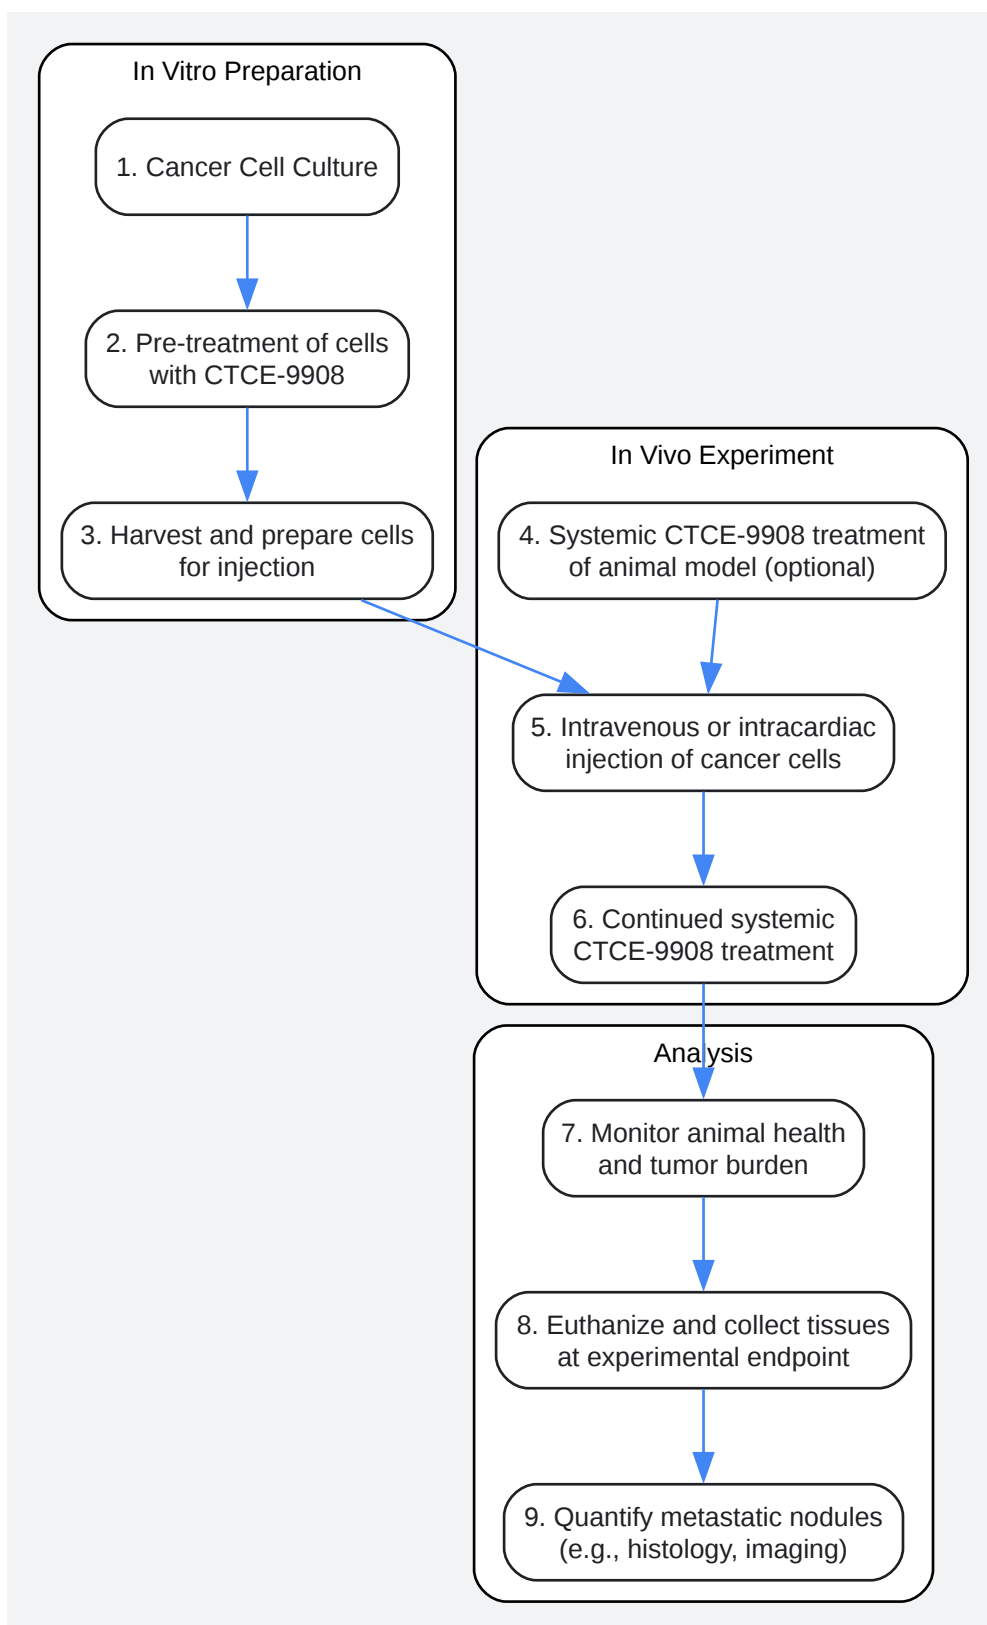 In Vitro Preparation
1. Cancer Cell Culture
2. Pre-treatment of cells
with CTCE-9908
3. Harvest and prepare cells
for injection
In Vivo Experiment
4. Systemic CTCE-9908 treatment
of animal model (optional)
5. Intravenous or intracardiac
injection of cancer cells
6. Continued systemic
CTCE-9908 treatment
Analysis
7. Monitor animal health
and tumor burden
8. Euthanize and collect tissues
at experimental endpoint
9. Quantify metastatic nodules
(e.g., histology, imaging)